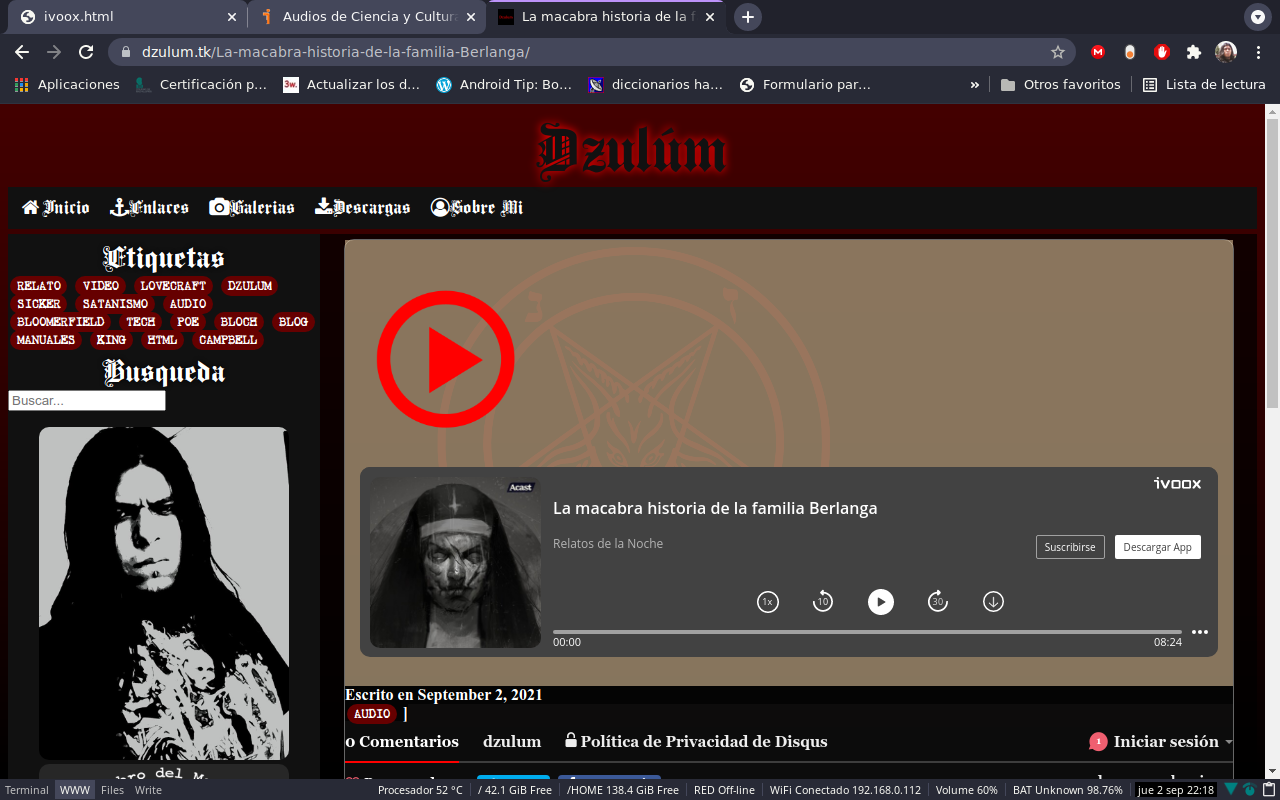 ivoox.html
Audios de Ciencia y Cultura
La macabra historia de la f
dzulum.tk/La-macabra-historia-de-la-familia-Berlanga/
Aplicaciones
Certificación p...
3w.
Actualizar los d...
Android Tip: Bo...
diccionarios ha...
Formulario par...
»
Otros favoritos
Lista de lectura
Dzulúm
Inicio
Enlaces
Galerias
Descargas
Sobre Mi
Etiquetas
RELATO VIDEO LOVECRAFT DZULUM
SICKER SATANISMO AUDIO
BLOOMERFIELD TECH POE BLOCH BLOG
MANUALES KING HTML CAMPBELL
Busqueda
Buscar...
Acast
ivoox
La macabra historia de la familia Berlanga
Relatos de la Noche
Suscribirse
Descargar App
1x
10
30
00:00
08:24
Escrito en September 2, 2021
AUDIO ]
0 Comentarios
dzulum
Política de Privacidad de Disqus
1
Iniciar sesión
Terminal WWW Files Write
Procesador 52 °C
/ 42.1 GiB Free
/HOME 138.4 GiB Free
RED Off-line
WiFi Conectado 192.168.0.112
Volume 60%
BAT Unknown 98.76%
jue 2 sep 22:18